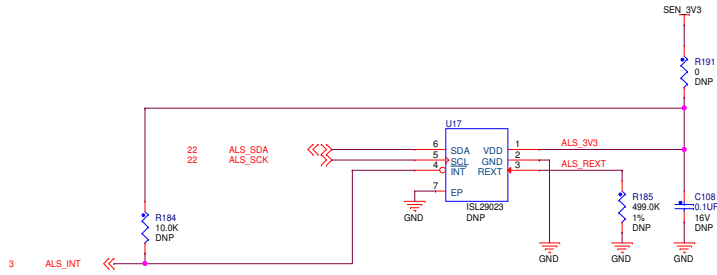 SEN_3V3
R191
0
DNP
U17
22 ALS_SDA
22 ALS_SCK
6 SDA
5 SCL
4 INT
7 EP
VDD 1
GND 2
REXT 3
ALS_3V3
ALS_REXT
GND
ISL29023
DNP
R184
10.0K
DNP
R185
499.0K
1%
DNP
C108
0.1UF
16V
DNP
GND
GND
GND
3 ALS_INT